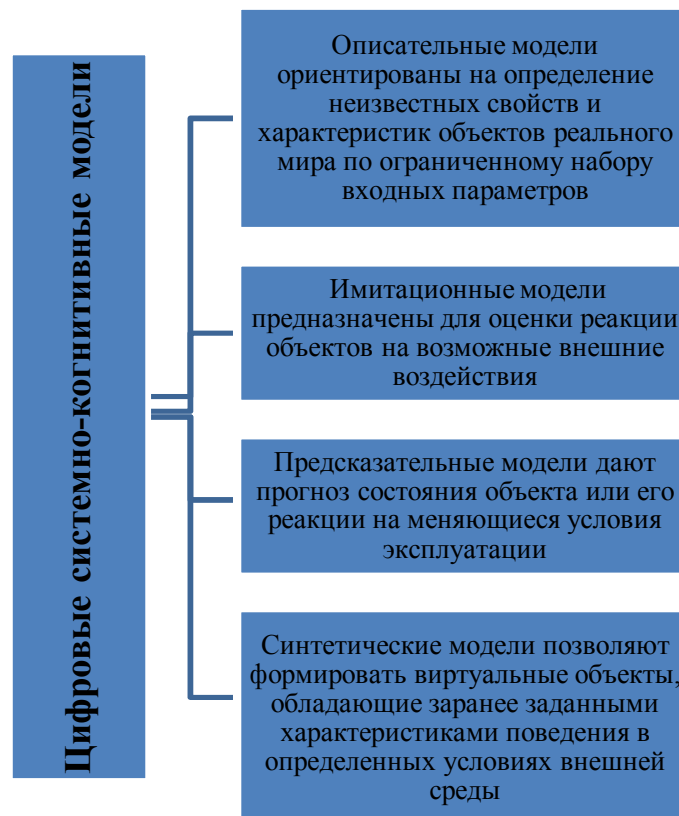 Цифровые системно-когнитивные модели
Описательные модели
ориентированы на определение
неизвестных свойств и
характеристик объектов реального
мира по ограниченному набору
входных параметров
Имитационные модели
предназначены для оценки реакции
объектов на возможные внешние
воздействия
Предсказательные модели дают
прогноз состояния объекта или его
реакции на меняющиеся условия
эксплуатации
Синтетические модели позволяют
формировать виртуальные объекты,
обладающие заранее заданными
характеристиками поведения в
определенных условиях внешней
среды